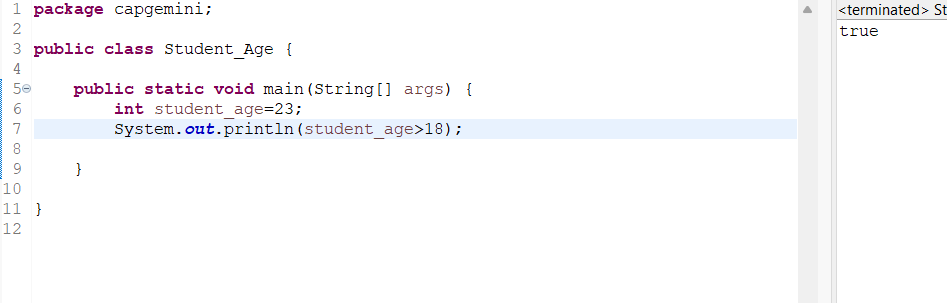 1 package capgemini;
2
3 public class Student_Age {
4
5 public static void main(String[] args) {
6 int student_age=23;
7 System.out.println(student_age>18);
8
9 }
10
11 }
12
<terminated> St
true